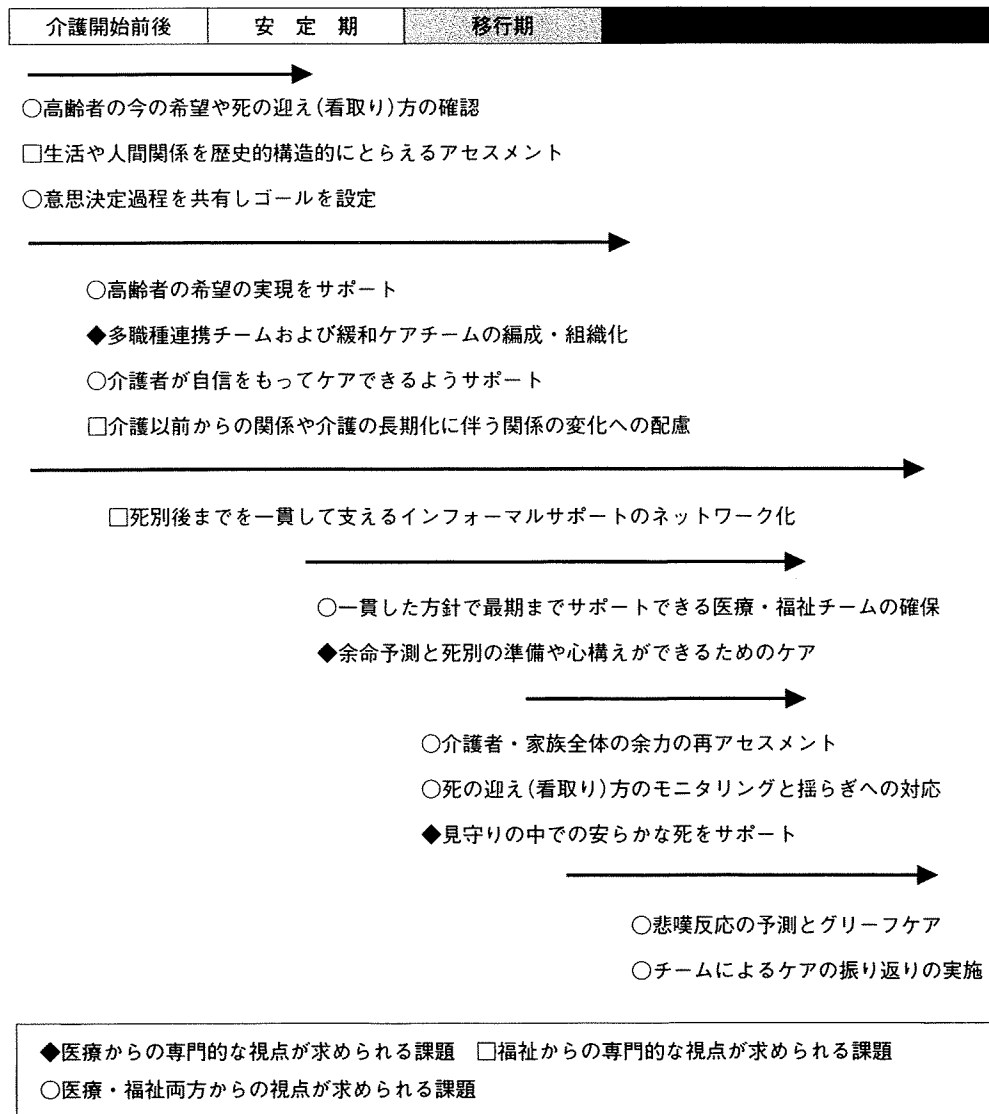 介護開始前後 安定期 移行期
○高齢者の今の希望や死の迎え(看取り)方の確認
□生活や人間関係を歴史的構造的にとらえるアセスメント
○意思決定過程を共有しゴールを設定
○高齢者の希望の実現をサポート
◆多職種連携チームおよび緩和ケアチームの編成・組織化
○介護者が自信をもってケアできるようサポート
□介護以前からの関係や介護の長期化に伴う関係の変化への配慮
□死別後までを一貫して支えるインフォーマルサポートのネットワーク化
○一貫した方針で最期までサポートできる医療・福祉チームの確保
◆余命予測と死別の準備や心構えができるためのケア
○介護者・家族全体の余力の再アセスメント
○死の迎え(看取り)方のモニタリングと揺らぎへの対応
◆見守りの中での安らかな死をサポート
○悲嘆反応の予測とグリーフケア
○チームによるケアの振り返りの実施
◆医療からの専門的な視点が求められる課題 □福祉からの専門的な視点が求められる課題
○医療・福祉両方からの視点が求められる課題